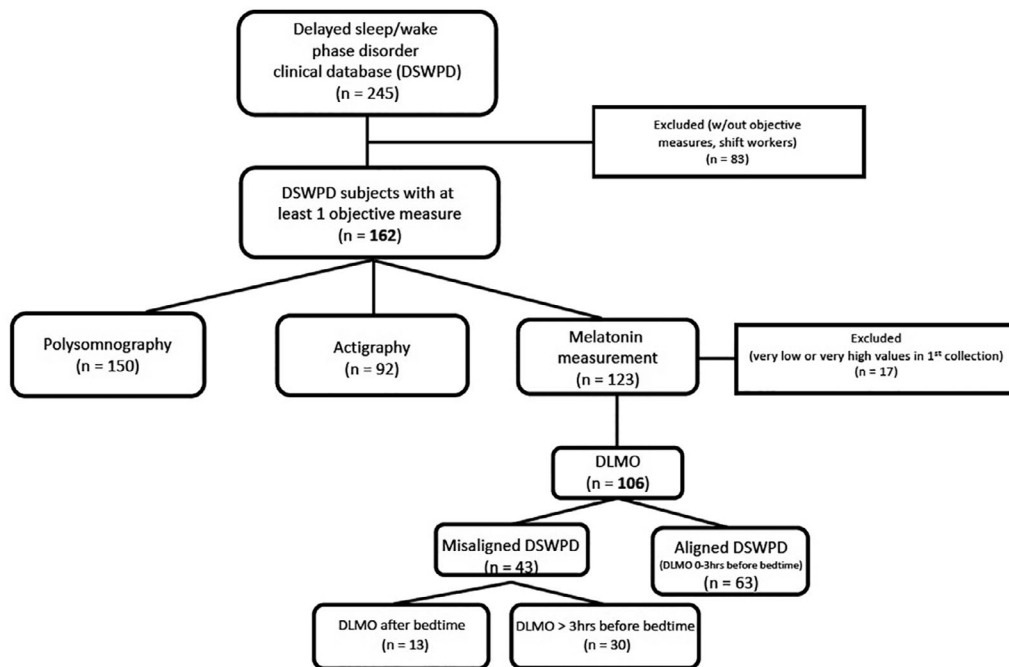 Delayed sleep/wake
phase disorder
clinical database (DSWPD)
(n = 245)
Excluded (w/out objective
measures, shift workers)
(n = 83)
DSWPD subjects with at
least 1 objective measure
(n = 162)
Polysomnography
(n = 150)
Actigraphy
(n = 92)
Melatonin
measurement
(n = 123)
Excluded
(very low or very high values in 1st collection)
(n = 17)
DLMO
(n = 106)
Misaligned DSWPD
(n = 43)
Aligned DSWPD
(DLMO 0-3hrs before bedtime)
(n = 63)
DLMO after bedtime
(n = 13)
DLMO > 3hrs before bedtime
(n = 30)